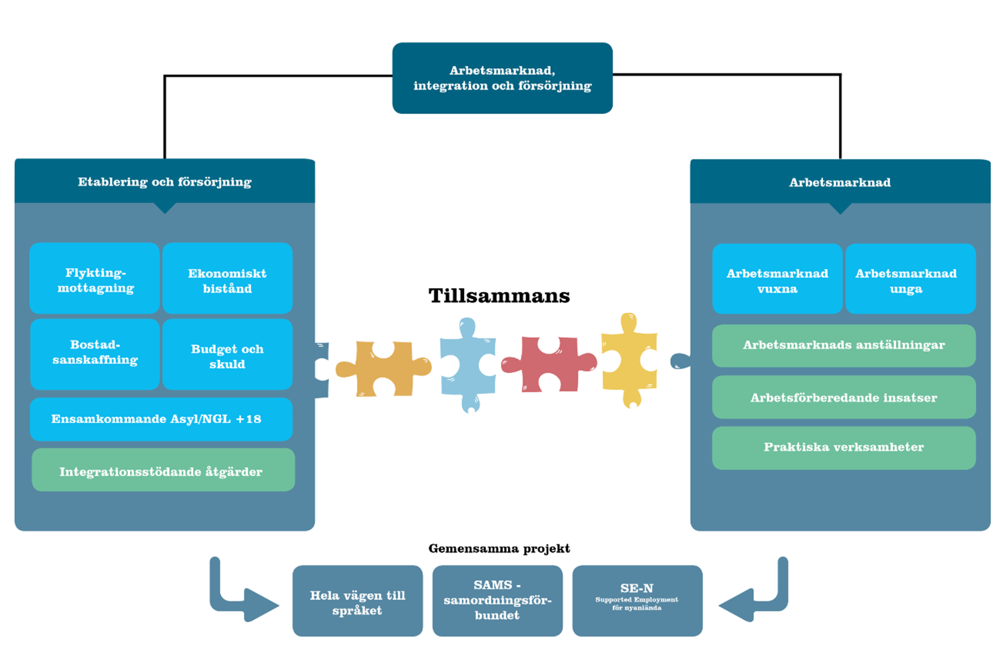 Arbetsmarknad,
integration och försörjning
Etablering och försörjning
Flykting-
mottagning
Ekonomiskt
bistånd
Bostad-
sanskaffning
Budget och
skuld
Ensamkommande Asyl/NGL +18
Integrationsstödande åtgärder
Tillsammans
Arbetsmarknad
Arbetsmarknad
vuxna
Arbetsmarknad
unga
Arbetsmarknads anställningar
Arbetsförberedande insatser
Praktiska verksamheter
Gemensamma projekt
Hela vägen till
språket
SAMS -
samordningsför-
bundet
SE-N
Supported Employment
för nyanlända